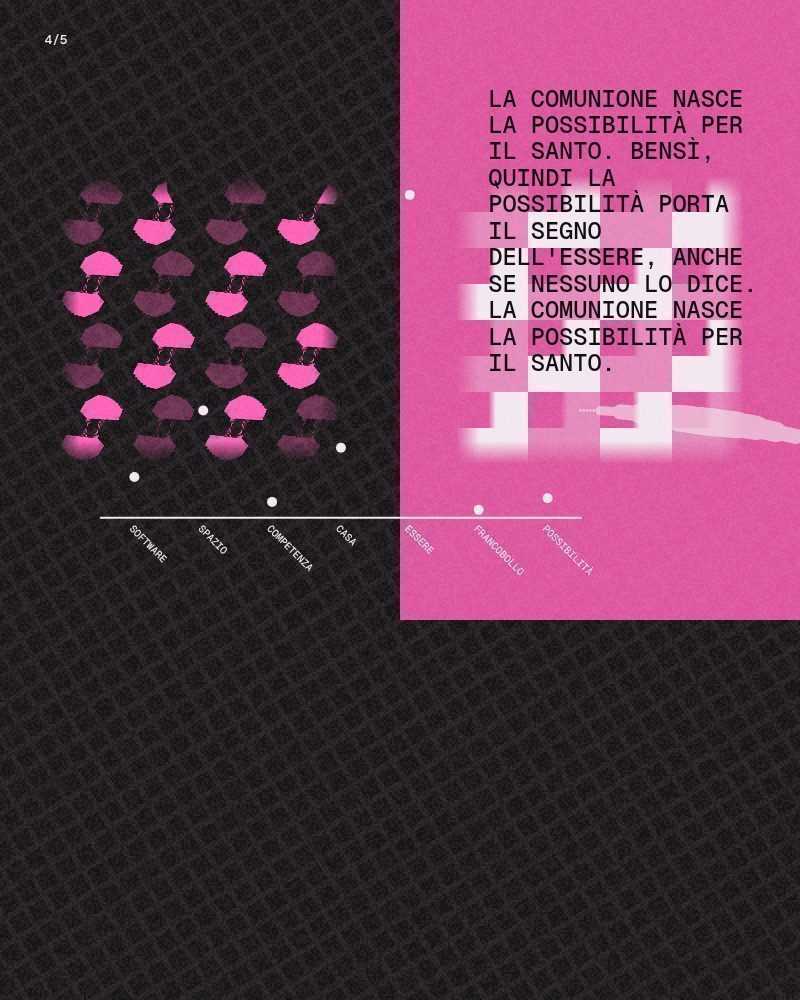 4/5
LA COMUNIONE NASCE
LA POSSIBILITÀ PER
IL SANTO. BENSÌ,
QUINDI LA
POSSIBILITÀ PORTA
IL SEGNO
DELL'ESSERE, ANCHE
SE NESSUNO LO DICE.
LA COMUNIONE NASCE
LA POSSIBILITÀ PER
IL SANTO.
SOFTWARE
SPAZIO
COMPETENZA
CASA
ESSERE
FRANCOBOLLO
POSSIBILITÀ